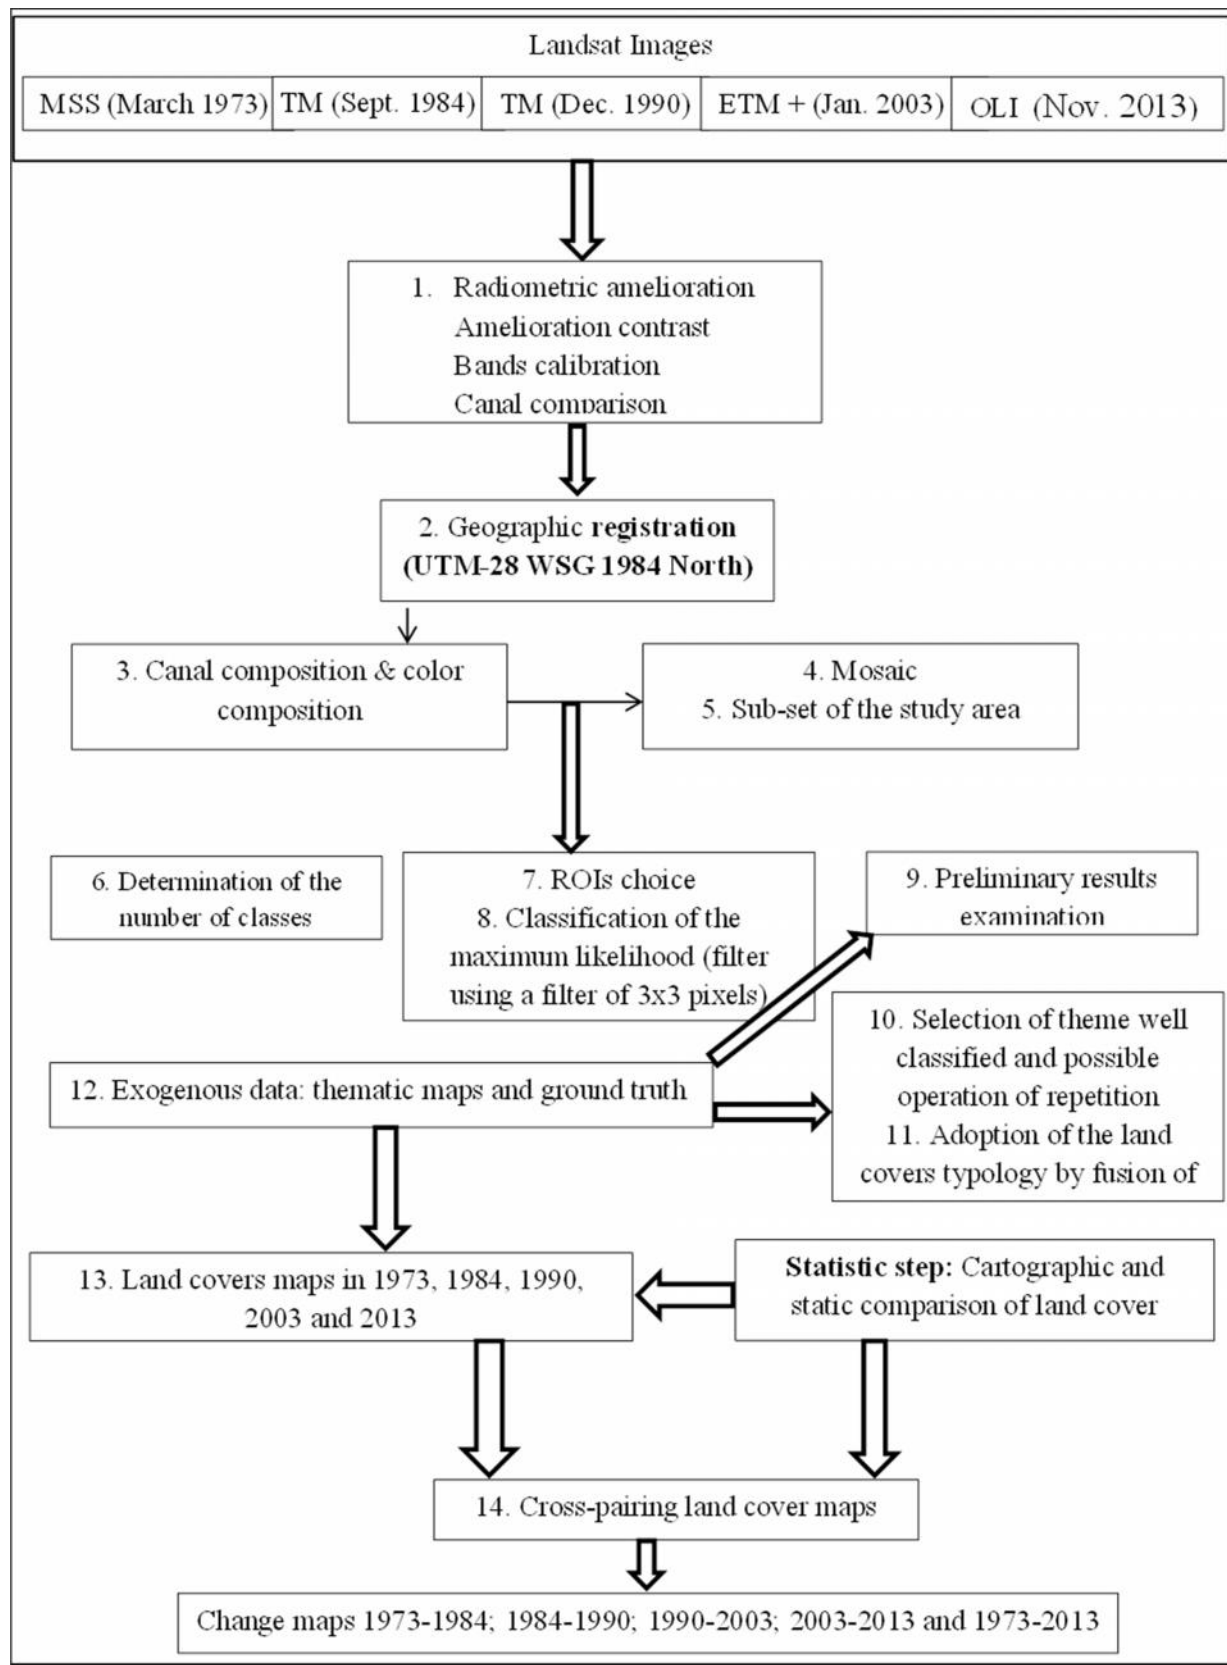 Landsat Images
MSS (March 1973) TM (Sept. 1984) TM (Dec. 1990) ETM + (Jan. 2003) OLI (Nov. 2013)
1. Radiometric amelioration
Amelioration contrast
Bands calibration
Canal comparison
2. Geographic registration
(UTM-28 WSG 1984 North)
3. Canal composition & color
composition
4. Mosaic
5. Sub-set of the study area
6. Determination of the
number of classes
7. ROIs choice
8. Classification of the
maximum likelihood (filter
using a filter of 3x3 pixels)
9. Preliminary results
examination
10. Selection of theme well
classified and possible
operation of repetition
11. Adoption of the land
covers typology by fusion of
12. Exogenous data: thematic maps and ground truth
13. Land covers maps in 1973, 1984, 1990,
2003 and 2013
Statistic step: Cartographic and
static comparison of land cover
14. Cross-pairing land cover maps
Change maps 1973-1984; 1984-1990; 1990-2003; 2003-2013 and 1973-2013